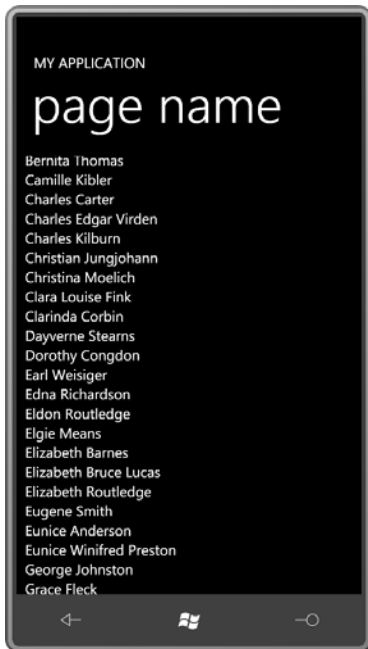 MY APPLICATION
page name
Bernita Thomas
Camille Kibler
Charles Carter
Charles Edgar Virden
Charles Kilburn
Christian Jungjohann
Christina Moelich
Clara Louise Fink
Clarinda Corbin
Dayverne Stearns
Dorothy Congdon
Earl Weisiger
Edna Richardson
Eldon Routledge
Elgie Means
Elizabeth Barnes
Elizabeth Bruce Lucas
Elizabeth Routledge
Eugene Smith
Eunice Anderson
Eunice Winifred Preston
George Johnston
Grace Fleck